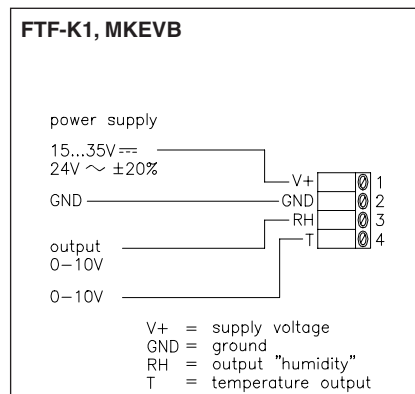 FTF-K1, MKEVB
power supply
15...35V ⎓
24V ~ ±20%
V+ 1
GND GND 2
RH 3
output
0-10V
T 4
0-10V
V+ = supply voltage
GND = ground
RH = output "humidity"
T = temperature output